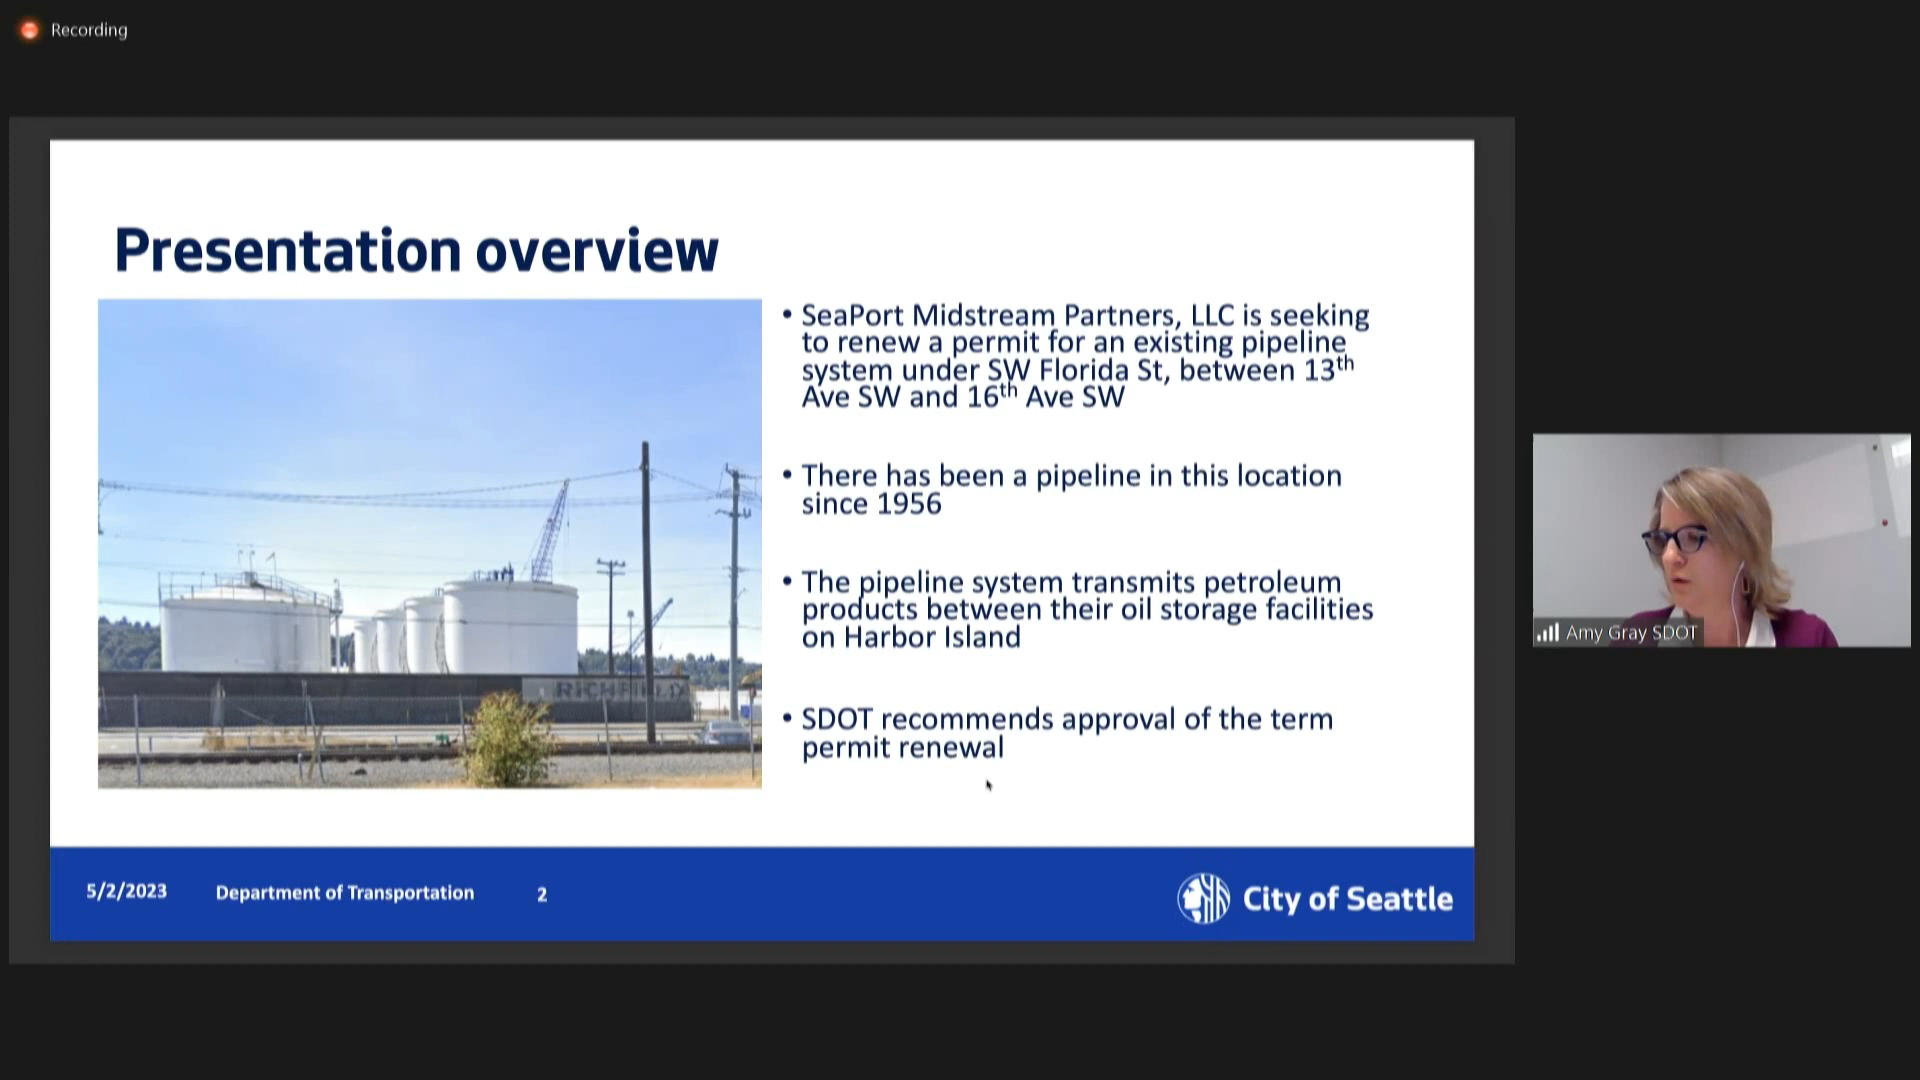 Recording
Presentation overview
• SeaPort Midstream Partners, LLC is seeking
to renew a permit for an existing pipeline
system under SW Florida St, between 13th
Ave SW and 16th Ave SW
• There has been a pipeline in this location
since 1956
• The pipeline system transmits petroleum
products between their oil storage facilities
on Harbor Island
• SDOT recommends approval of the term
permit renewal
RICHFIELD
5/2/2023 Department of Transportation 2
City of Seattle
Amy Gray SDOT